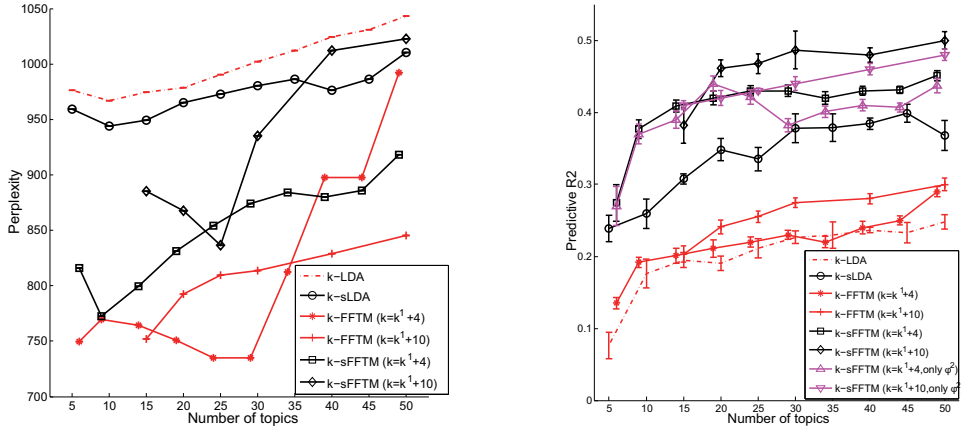 1050
1000
950
900
850
800
750
700
Perplexity
5 10 15 20 25 30 35 40 45 50
Number of topics
k−LDA
k−sLDA
k−FFTM (k=k¹+4)
k−FFTM (k=k¹+10)
k−sFFTM (k=k¹+4)
k−sFFTM (k=k¹+10)
0.5
0.4
0.3
0.2
0.1
0
Predictive R2
5 10 15 20 25 30 35 40 45 50
Number of topics
k−LDA
k−sLDA
k−FFTM (k=k¹+4)
k−FFTM (k=k¹+10)
k−sFFTM (k=k¹+4)
k−sFFTM (k=k¹+10)
k−sFFTM (k=k¹+4,only φ²)
k−sFFTM (k=k¹+10,only φ²